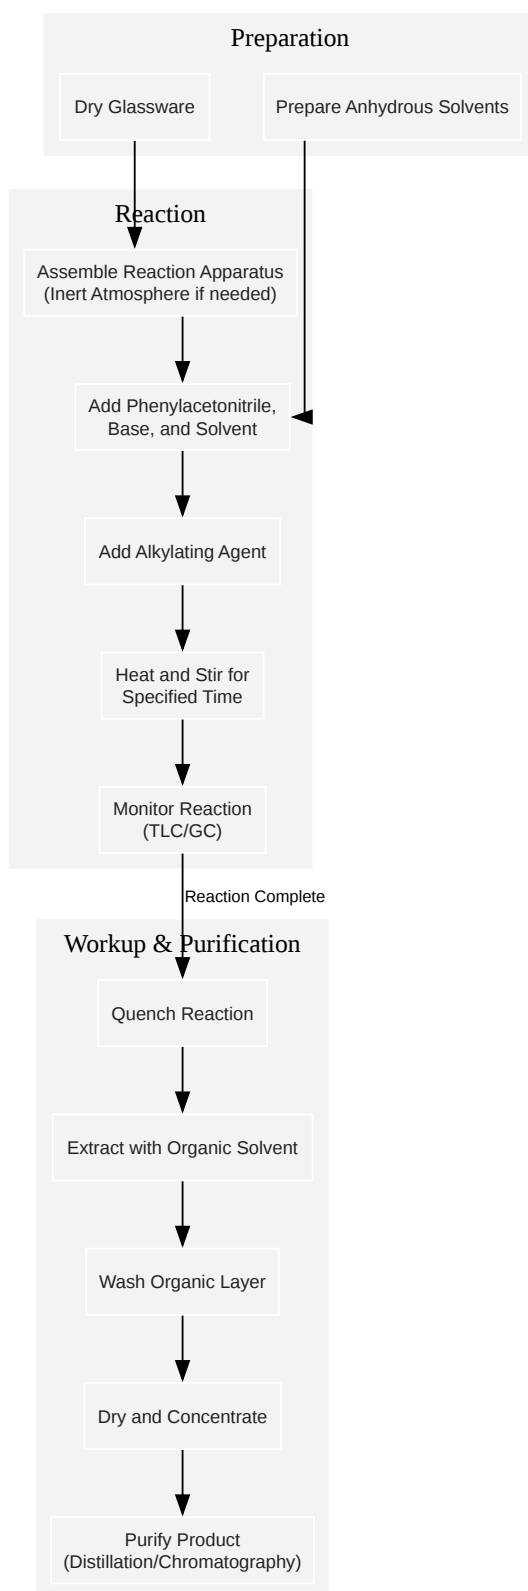 Preparation
Dry Glassware
Prepare Anhydrous Solvents
Reaction
Assemble Reaction Apparatus
(Inert Atmosphere if needed)
Add Phenylacetonitrile,
Base, and Solvent
Add Alkylating Agent
Heat and Stir for
Specified Time
Monitor Reaction
(TLC/GC)
Reaction Complete
Workup & Purification
Quench Reaction
Extract with Organic Solvent
Wash Organic Layer
Dry and Concentrate
Purify Product
(Distillation/Chromatography)